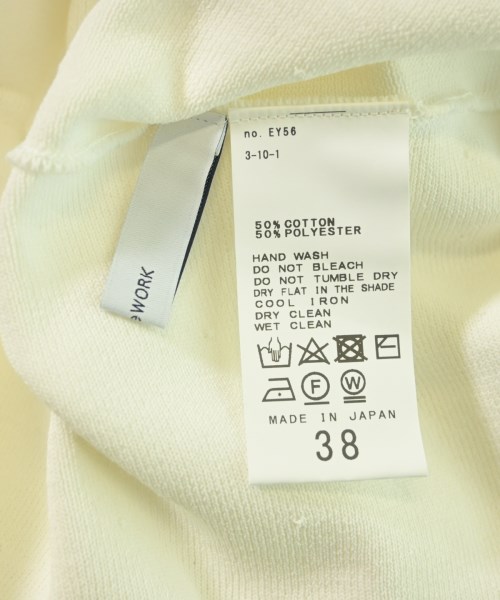 no. EY56
3-10-1
50% COTTON
50% POLYESTER
HAND WASH
DO NOT BLEACH
DO NOT TUMBLE DRY
DRY FLAT IN THE SHADE
COOL IRON
DRY CLEAN
WET CLEAN
F
W
MADE IN JAPAN
38
WORK